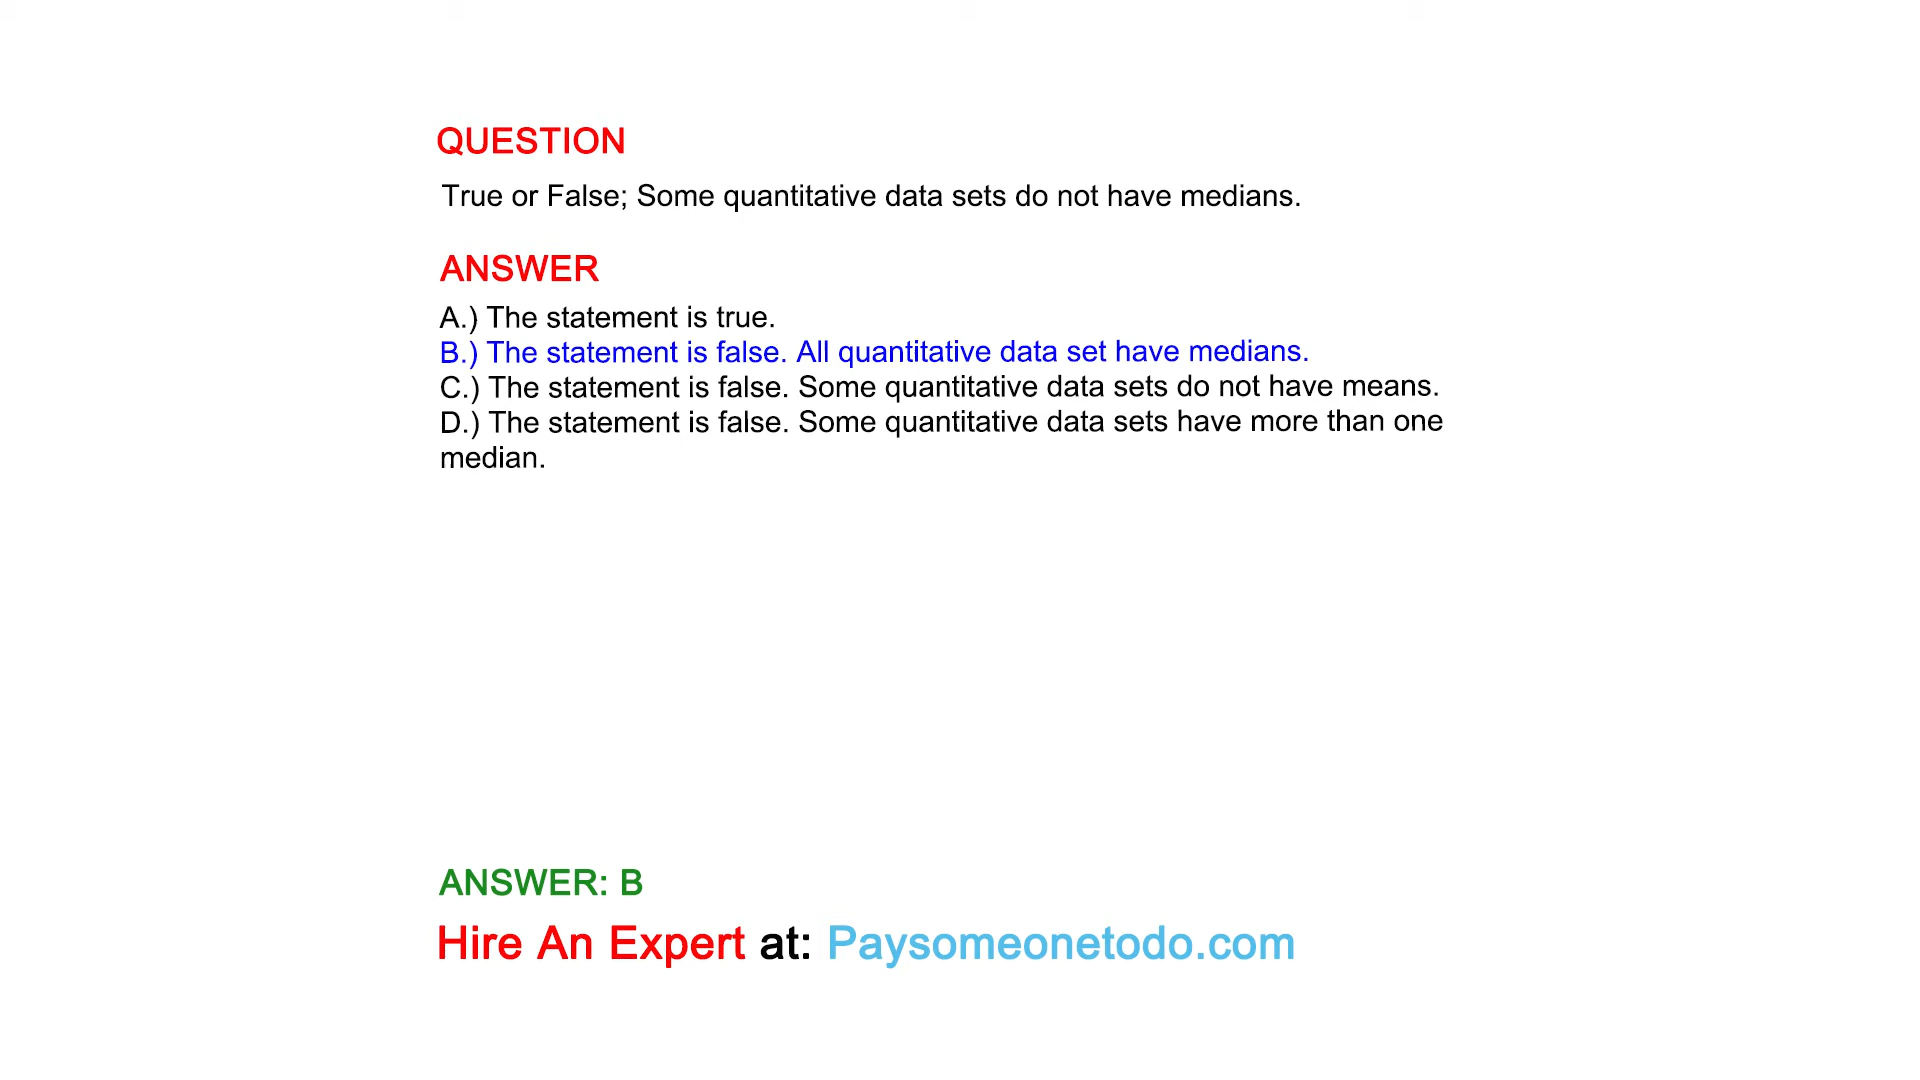 QUESTION
True or False; Some quantitative data sets do not have medians.
ANSWER
A.) The statement is true.
B.) The statement is false. All quantitative data set have medians.
C.) The statement is false. Some quantitative data sets do not have means.
D.) The statement is false. Some quantitative data sets have more than one
median.
ANSWER: B
Hire An Expert at: Paysomeonetodo.com